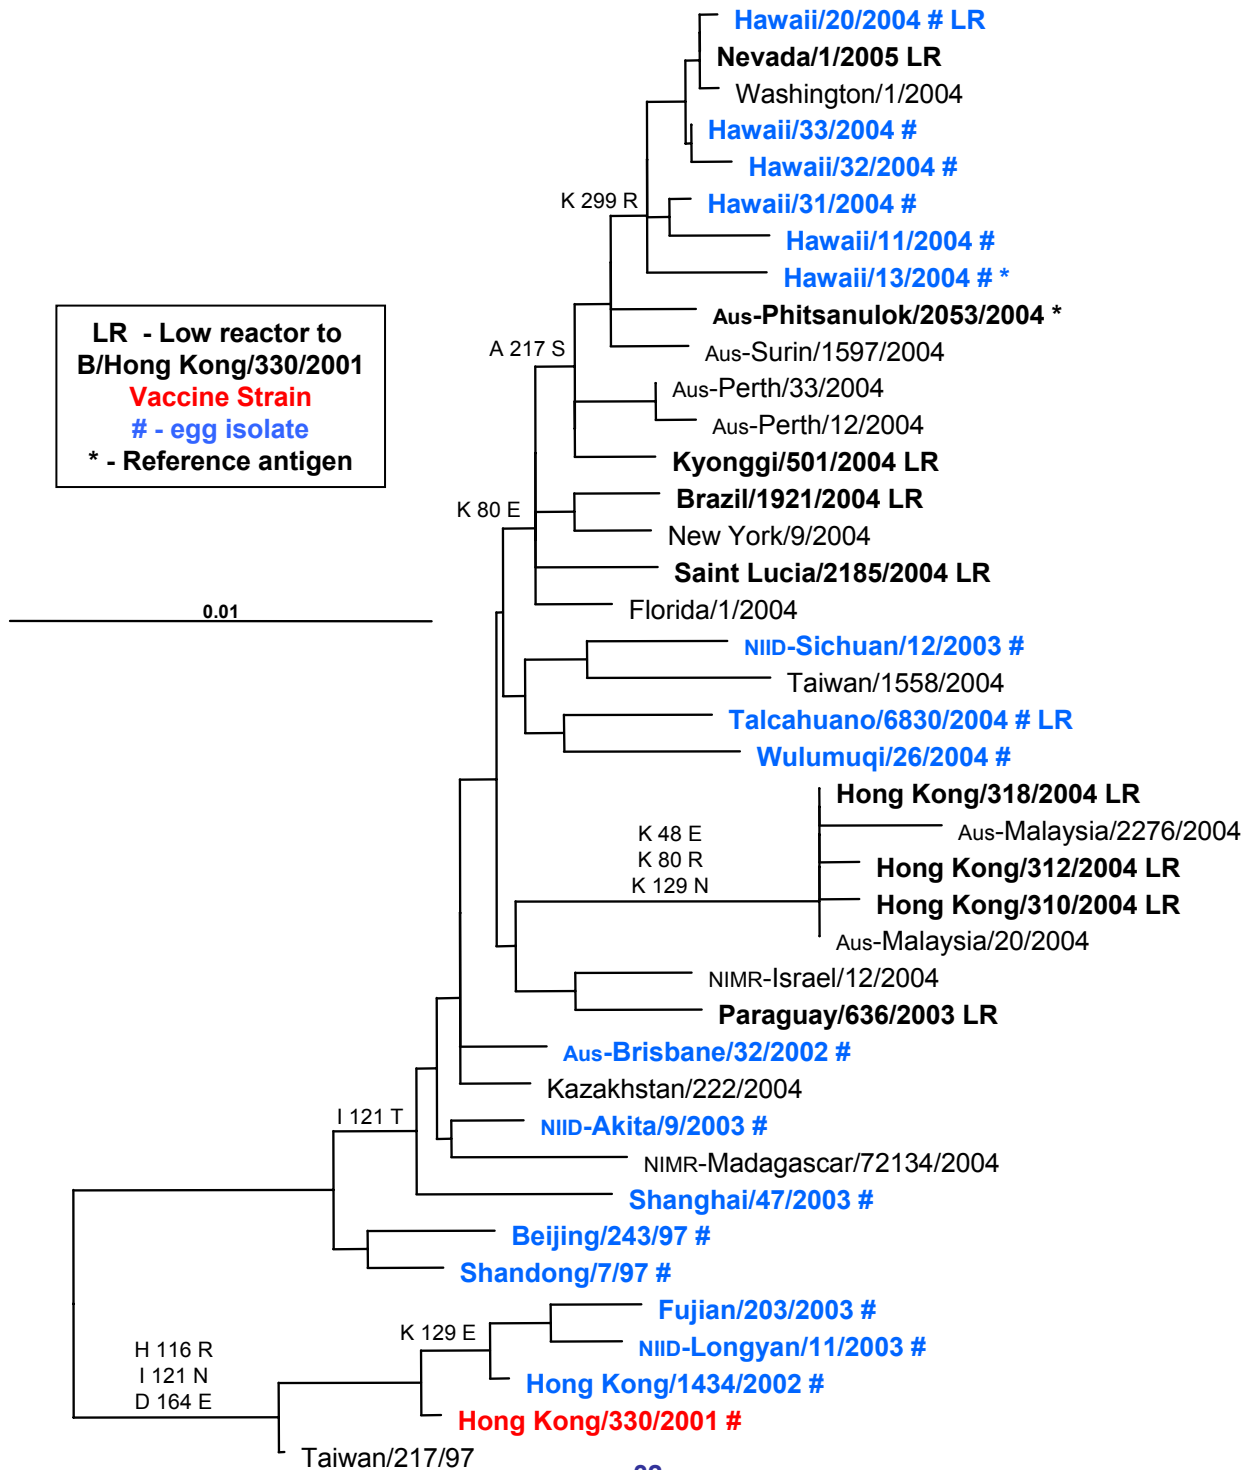 Hawaii/20/2004 # LR
Nevada/1/2005 LR
Washington/1/2004
Hawaii/33/2004 #
Hawaii/32/2004 #
K 299 R
Hawaii/31/2004 #
Hawaii/11/2004 #
Hawaii/13/2004 # *
LR - Low reactor to
B/Hong Kong/330/2001
Vaccine Strain
# - egg isolate
* - Reference antigen
Aus-Phitsanulok/2053/2004 *
A 217 S
Aus-Surin/1597/2004
Aus-Perth/33/2004
Aus-Perth/12/2004
Kyonggi/501/2004 LR
Brazil/1921/2004 LR
K 80 E
New York/9/2004
Saint Lucia/2185/2004 LR
Florida/1/2004
0.01
NIID-Sichuan/12/2003 #
Taiwan/1558/2004
Talcahuano/6830/2004 # LR
Wulumuqi/26/2004 #
Hong Kong/318/2004 LR
K 48 E
K 80 R
K 129 N
Aus-Malaysia/2276/2004
Hong Kong/312/2004 LR
Hong Kong/310/2004 LR
Aus-Malaysia/20/2004
NIMR-Israel/12/2004
Paraguay/636/2003 LR
Aus-Brisbane/32/2002 #
Kazakhstan/222/2004
I 121 T
NIID-Akita/9/2003 #
NIMR-Madagascar/72134/2004
Shanghai/47/2003 #
Beijing/243/97 #
Shandong/7/97 #
Fujian/203/2003 #
K 129 E
NIID-Longyan/11/2003 #
H 116 R
I 121 N
D 164 E
Hong Kong/1434/2002 #
Hong Kong/330/2001 #
Taiwan/217/97